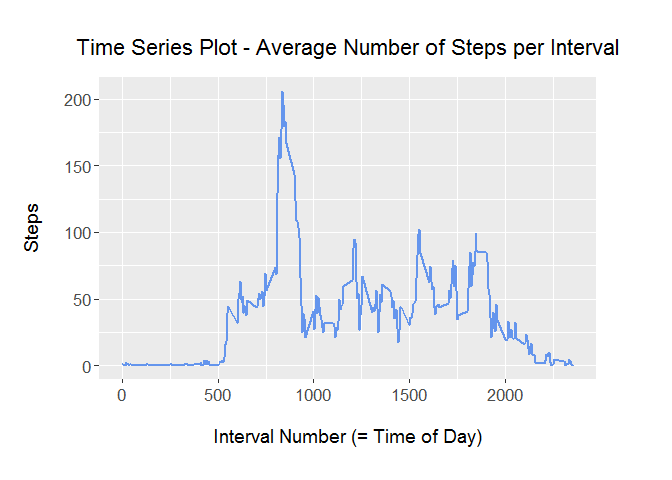 Time Series Plot - Average Number of Steps per Interval
200
150
100
50
0
Steps
0 500 1000 1500 2000
Interval Number (= Time of Day)